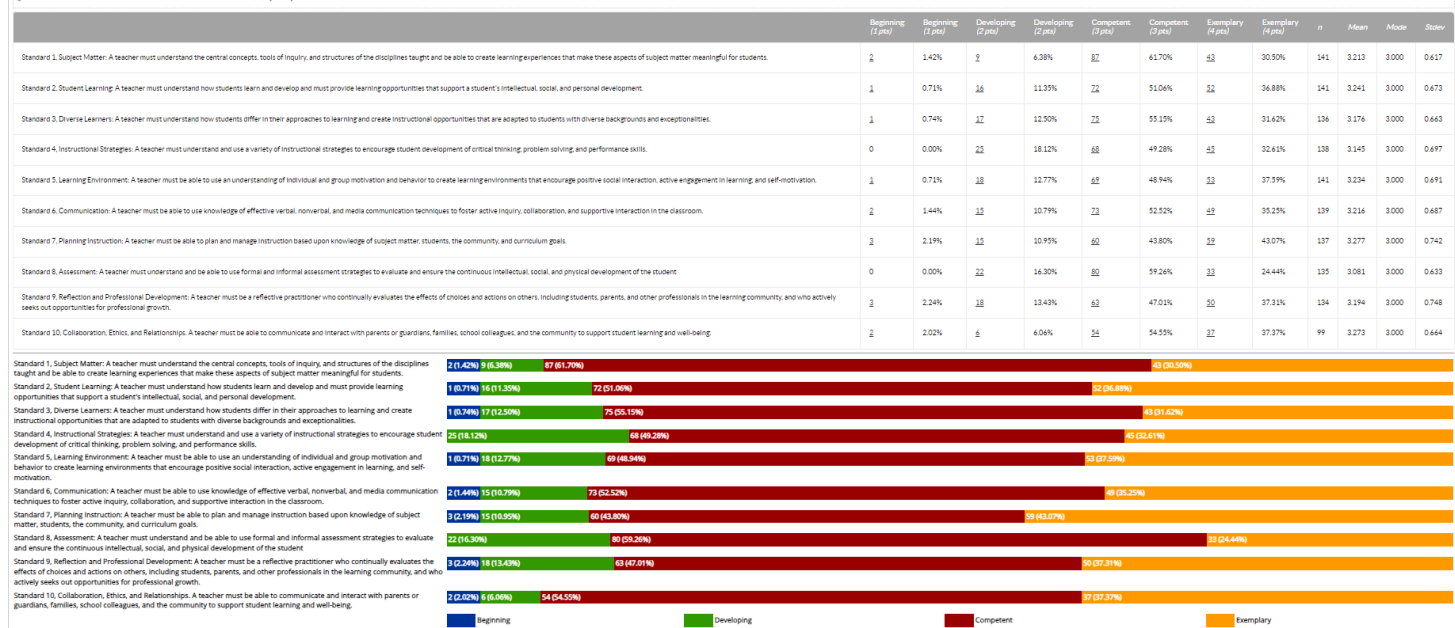 Beginning (1 pts) Beginning (1 pts) Developing (2 pts) Developing (2 pts) Competent (3 pts) Competent (3 pts) Exemplary (4 pts) Exemplary (4 pts) n Mean Mode Stdev
Standard 1, Subject Matter: A teacher must understand the central concepts, tools of inquiry, and structures of the disciplines taught and be able to create learning experiences that make these aspects of subject matter meaningful for students. 2 1.42% 9 6.38% 87 61.70% 43 30.50% 141 3.213 3.000 0.617
Standard 2, Student Learning: A teacher must understand how students learn and develop and must provide learning opportunities that support a student's intellectual, social, and personal development. 1 0.71% 16 11.35% 72 51.06% 52 36.88% 141 3.241 3.000 0.673
Standard 3, Diverse Learners: A teacher must understand how students differ in their approaches to learning and create instructional opportunities that are adapted to students with diverse backgrounds and exceptionalities. 1 0.74% 17 12.50% 75 55.15% 43 31.62% 136 3.176 3.000 0.663
Standard 4, Instructional Strategies: A teacher must understand and use a variety of instructional strategies to encourage student development of critical thinking, problem solving, and performance skills. 0 0.00% 25 18.12% 68 49.28% 45 32.61% 138 3.145 3.000 0.697
Standard 5, Learning Environment: A teacher must be able to use an understanding of individual and group motivation and behavior to create learning environments that encourage positive social interaction, active engagement in learning, and self-motivation. 1 0.71% 18 12.77% 69 48.94% 53 37.59% 141 3.234 3.000 0.691
Standard 6, Communication: A teacher must be able to use knowledge of effective verbal, nonverbal, and media communication techniques to foster active inquiry, collaboration, and supportive interaction in the classroom. 2 1.44% 15 10.79% 73 52.52% 49 35.25% 139 3.216 3.000 0.687
Standard 7, Planning Instruction: A teacher must be able to plan and manage instruction based upon knowledge of subject matter, students, the community, and curriculum goals. 3 2.19% 15 10.95% 60 43.80% 59 43.07% 137 3.277 3.000 0.742
Standard 8, Assessment: A teacher must understand and be able to use formal and informal assessment strategies to evaluate and ensure the continuous intellectual, social, and physical development of the student 0 0.00% 22 16.30% 80 59.26% 33 24.44% 135 3.081 3.000 0.633
Standard 9, Reflection and Professional Development: A teacher must be a reflective practitioner who continually evaluates the effects of choices and actions on others, including students, parents, and other professionals in the learning community, and who actively
seeks out opportunities for professional growth. 3 2.24% 18 13.43% 63 47.01% 50 37.31% 134 3.194 3.000 0.748
Standard 10, Collaboration, Ethics, and Relationships. A teacher must be able to communicate and interact with parents or guardians, families, school colleagues, and the community to support student learning and well-being. 2 2.02% 6 6.06% 54 54.55% 37 37.37% 99 3.273 3.000 0.664
Standard 1, Subject Matter: A teacher must understand the central concepts, tools of inquiry, and structures of the disciplines
taught and be able to create learning experiences that make these aspects of subject matter meaningful for students.
2 (1.42%) 9 (6.38%) 87 (61.70%) 43 (30.50%)
Standard 2, Student Learning: A teacher must understand how students learn and develop and must provide learning
opportunities that support a student's intellectual, social, and personal development.
1 (0.71%) 16 (11.35%) 72 (51.06%) 52 (36.88%)
Standard 3, Diverse Learners: A teacher must understand how students differ in their approaches to learning and create
instructional opportunities that are adapted to students with diverse backgrounds and exceptionalities.
1 (0.74%) 17 (12.50%) 75 (55.15%) 43 (31.62%)
Standard 4, Instructional Strategies: A teacher must understand and use a variety of instructional strategies to encourage student
development of critical thinking, problem solving, and performance skills.
25 (18.12%) 68 (49.28%) 45 (32.61%)
Standard 5, Learning Environment: A teacher must be able to use an understanding of individual and group motivation and
behavior to create learning environments that encourage positive social interaction, active engagement in learning, and self-
motivation.
1 (0.71%) 18 (12.77%) 69 (48.94%) 53 (37.59%)
Standard 6, Communication: A teacher must be able to use knowledge of effective verbal, nonverbal, and media communication
techniques to foster active inquiry, collaboration, and supportive interaction in the classroom.
2 (1.44%) 15 (10.79%) 73 (52.52%) 49 (35.25%)
Standard 7, Planning Instruction: A teacher must be able to plan and manage instruction based upon knowledge of subject
matter, students, the community, and curriculum goals.
3 (2.19%) 15 (10.95%) 60 (43.80%) 59 (43.07%)
Standard 8, Assessment: A teacher must understand and be able to use formal and informal assessment strategies to evaluate
and ensure the continuous intellectual, social, and physical development of the student
22 (16.30%) 80 (59.26%) 33 (24.44%)
Standard 9, Reflection and Professional Development: A teacher must be a reflective practitioner who continually evaluates the
effects of choices and actions on others, including students, parents, and other professionals in the learning community, and who
actively seeks out opportunities for professional growth.
3 (2.24%) 18 (13.43%) 63 (47.01%) 50 (37.31%)
Standard 10, Collaboration, Ethics, and Relationships. A teacher must be able to communicate and interact with parents or
guardians, families, school colleagues, and the community to support student learning and well-being.
2 (2.02%) 6 (6.06%) 54 (54.55%) 37 (37.37%)
Beginning Developing Competent Exemplary